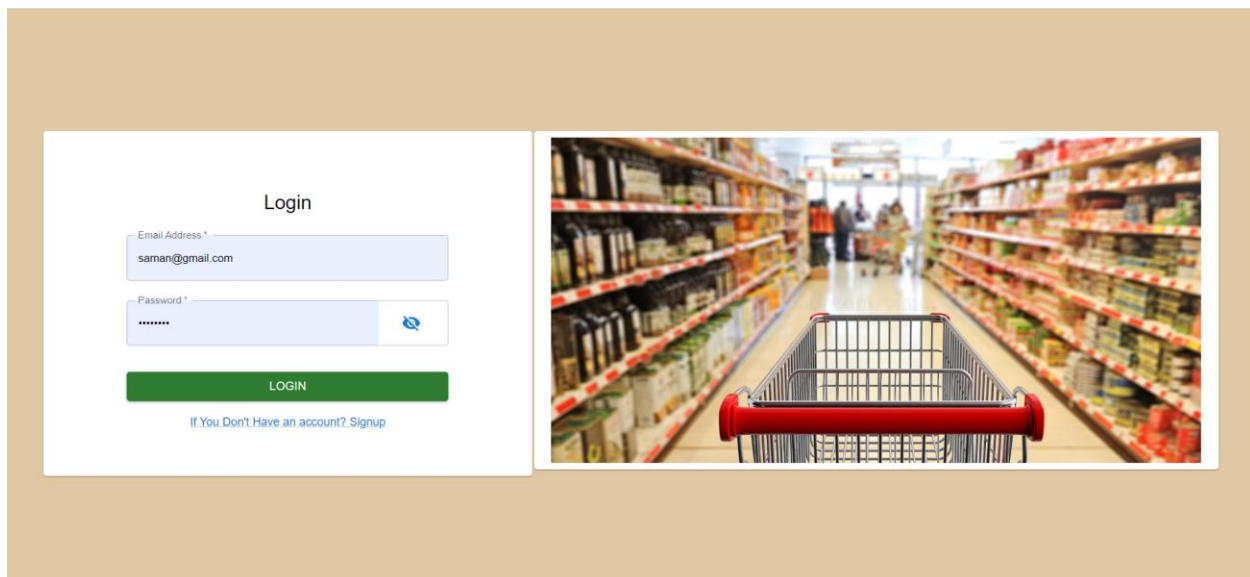 Login
Email Address *
saman@gmail.com
Password *
••••••••
LOGIN
If You Don't Have an account? Signup